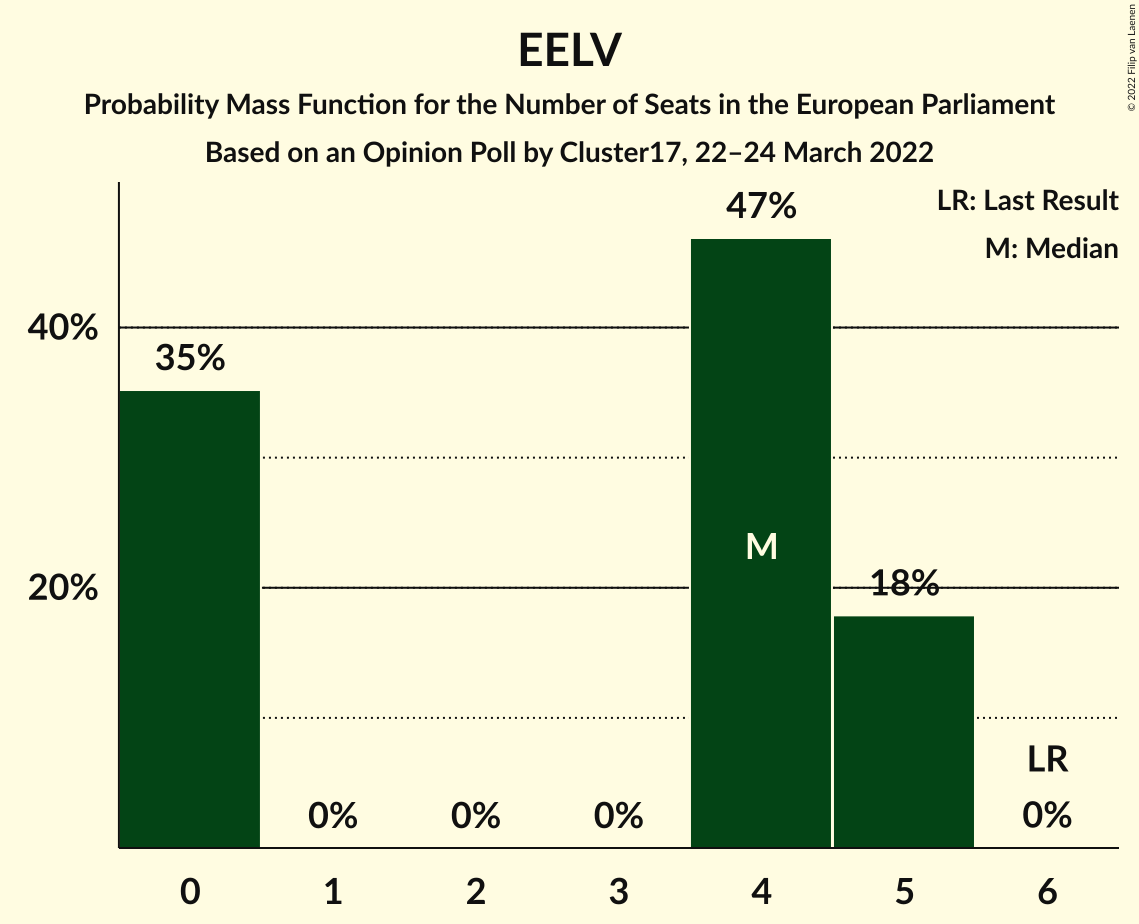 EELV
Probability Mass Function for the Number of Seats in the European Parliament
Based on an Opinion Poll by Cluster17, 22–24 March 2022
© 2022 Filip van Laenen
LR: Last Result
M: Median
47%
40%
35%
M
20%
18%
LR
0%
0%
0%
0%
0
1
2
3
4
5
6